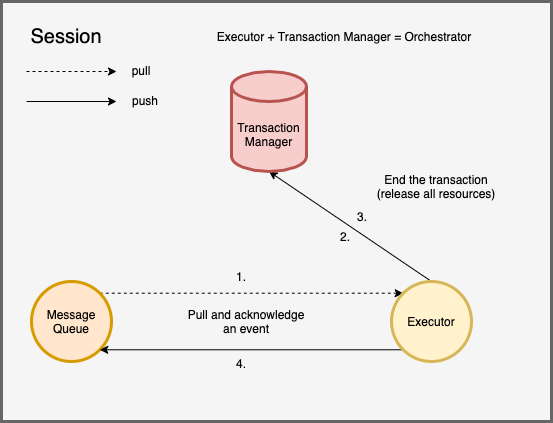 Session
Executor + Transaction Manager = Orchestrator
pull
push
Transaction
Manager
End the transaction
(release all resources)
3.
2.
1.
Message
Queue
Pull and acknowledge
an event
Executor
4.